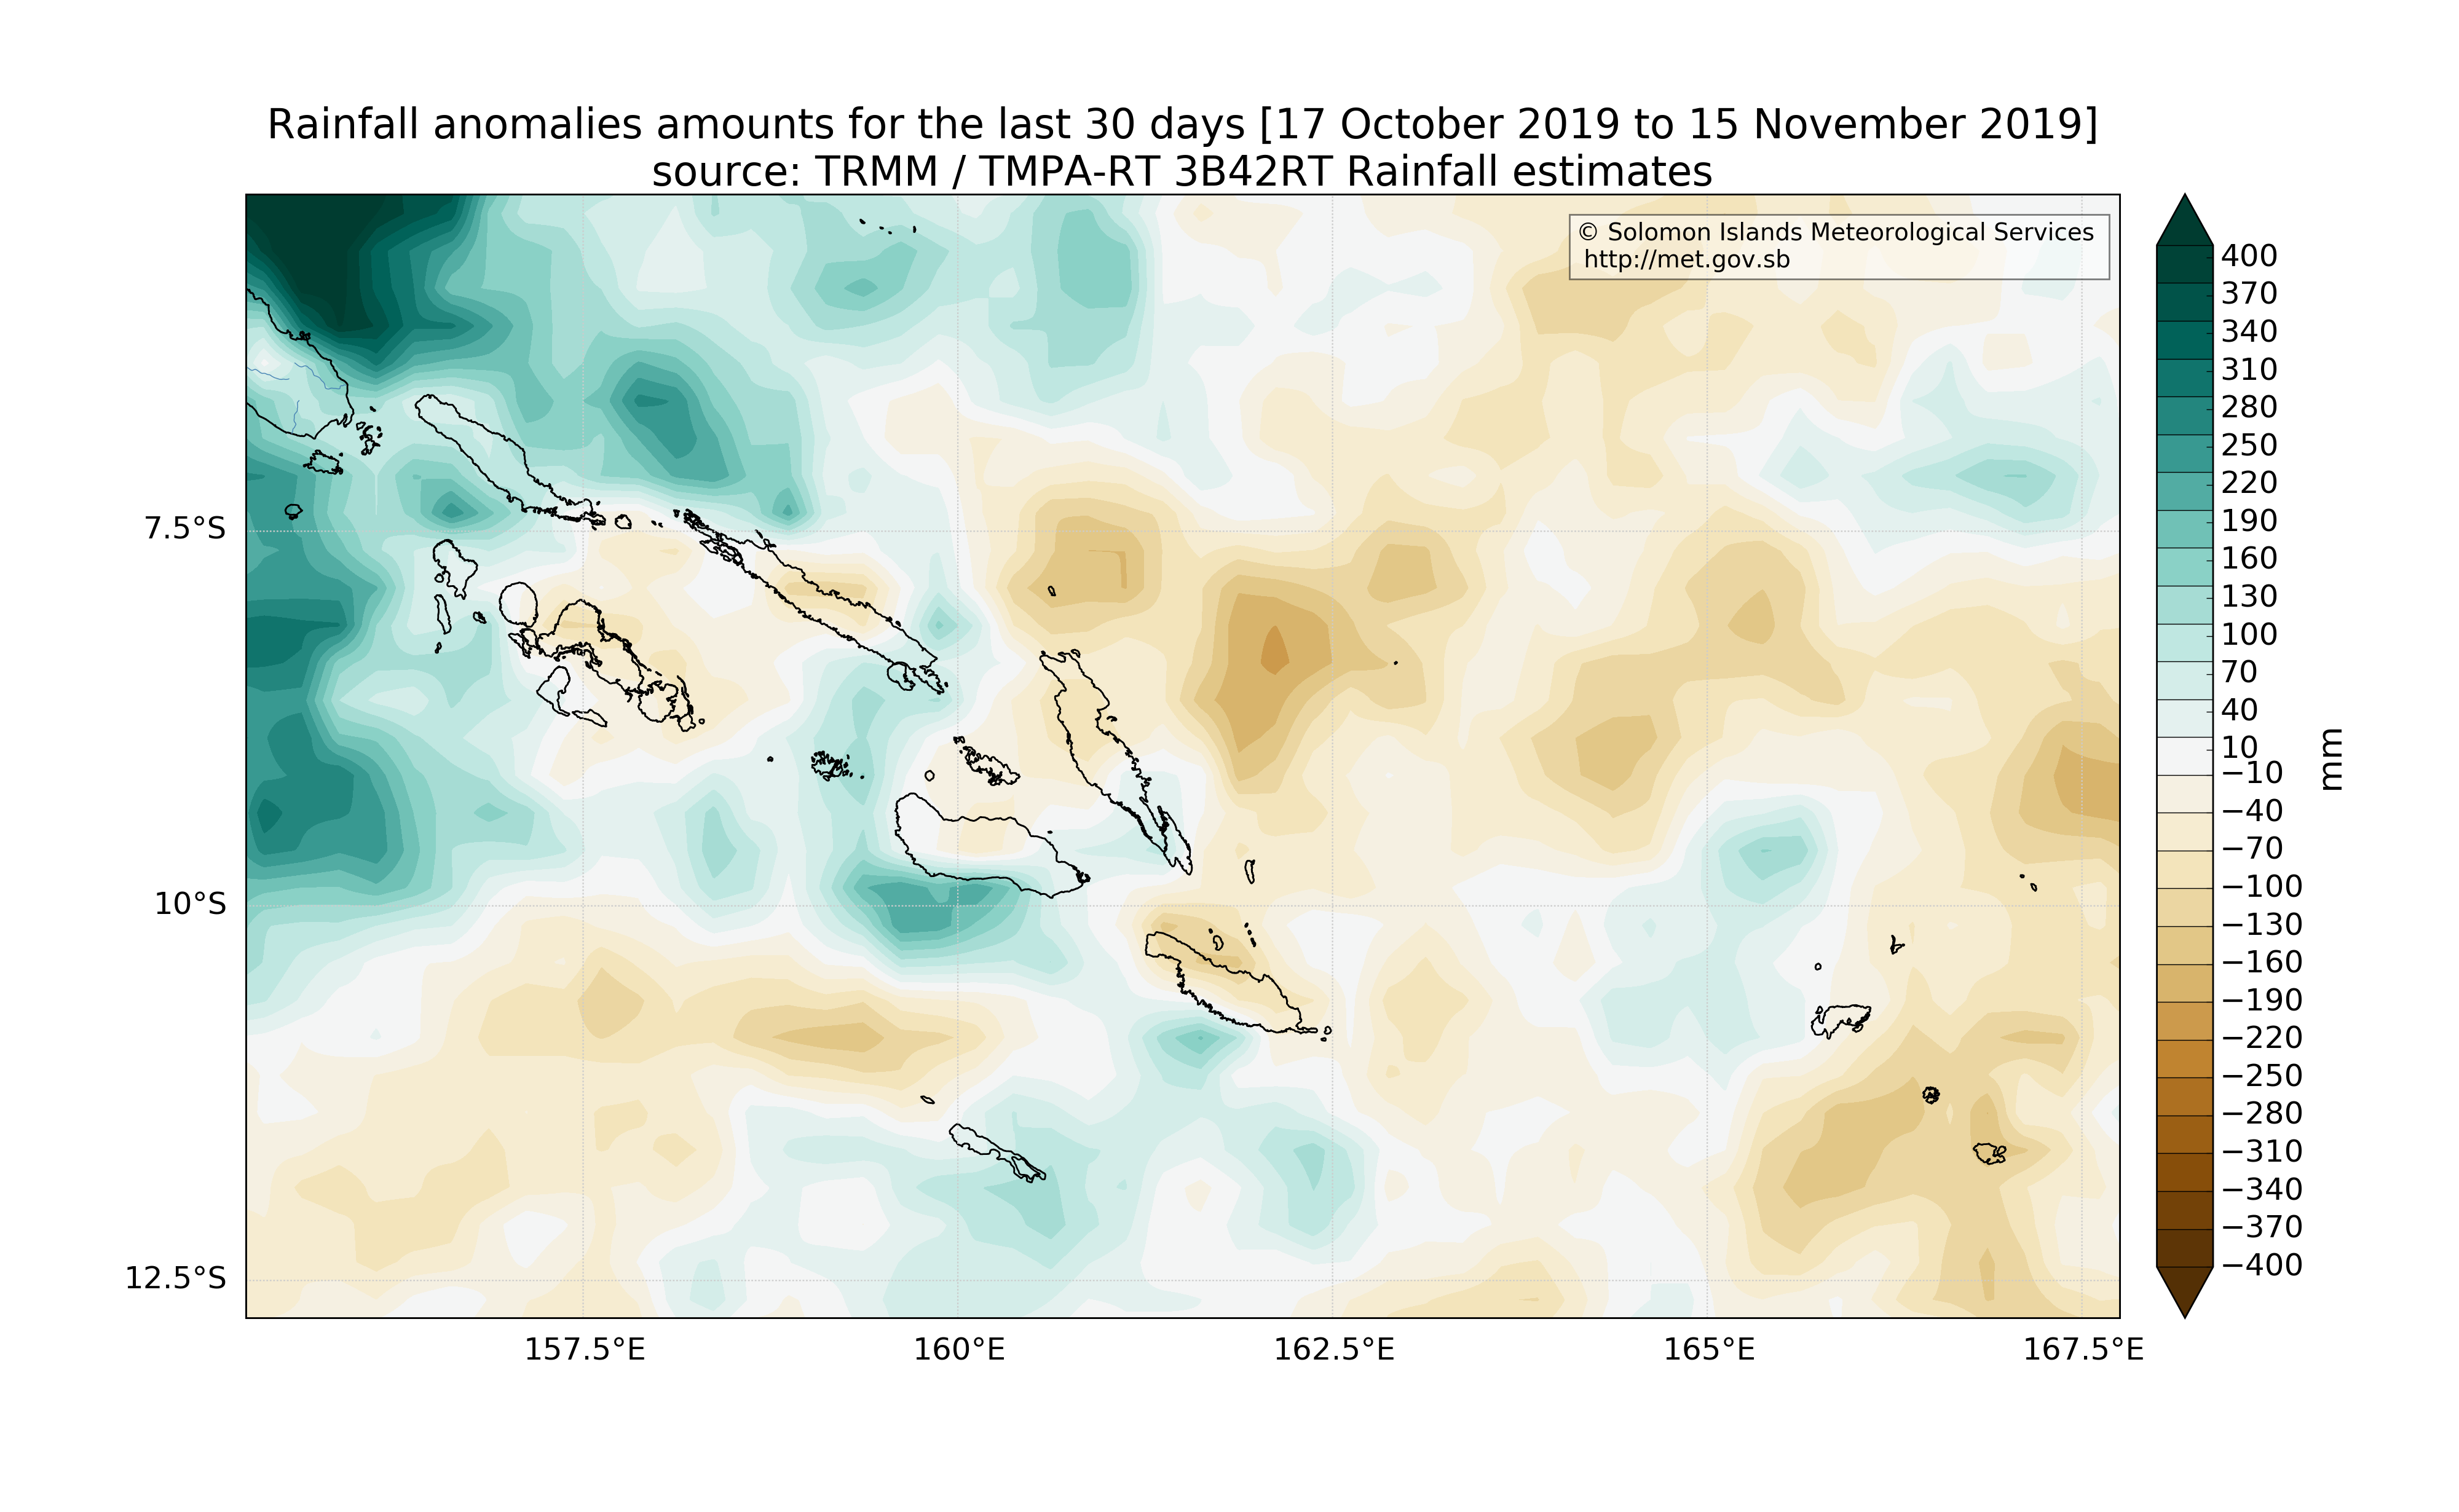 Rainfall anomalies amounts for the last 30 days [17 October 2019 to 15 November 2019]
source: TRMM / TMPA-RT 3B42RT Rainfall estimates
© Solomon Islands Meteorological Services
http://met.gov.sb
7.5°S
10°S
12.5°S
157.5°E
160°E
162.5°E
165°E
167.5°E
400
370
340
310
280
250
220
190
160
130
100
70
40
10
−10
−40
−70
−100
−130
−160
−190
−220
−250
−280
−310
−340
−370
−400
mm